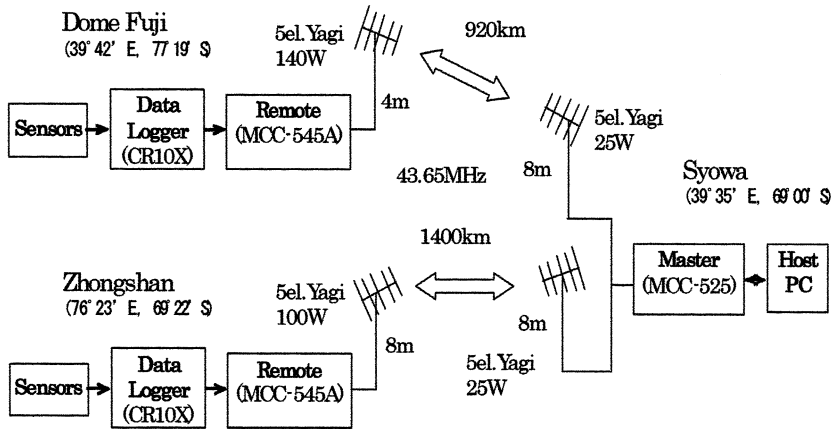 Dome Fuji
(39° 42′ E, 77 19′ S)
5el. Yagi
140W
920km
Sensors
Data
Logger
(CR10X)
Remote
(MCC-545A)
4m
5el. Yagi
25W
8m
43.65MHz
Syowa
(39° 35′ E, 69° 00′ S)
1400km
Zhongshan
(76° 23′ E, 69° 22′ S)
5el. Yagi
100W
8m
8m
Master
(MCC-525)
Host
PC
5el. Yagi
25W
Sensors
Data
Logger
(CR10X)
Remote
(MCC-545A)